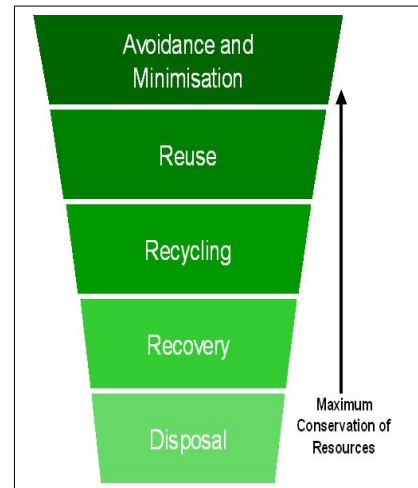 Avoidance and
Minimisation
Reuse
Recycling
Recovery
Disposal
Maximum
Conservation of
Resources